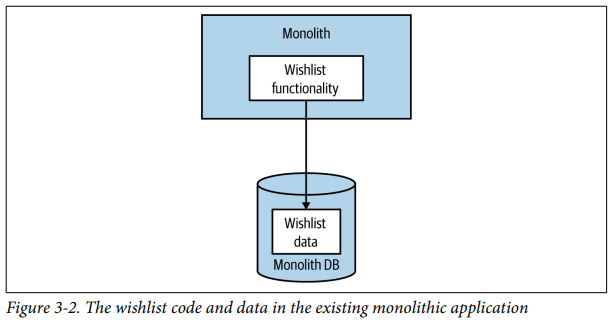 Monolith
Wishlist
functionality
Wishlist
data
Monolith DB
Figure 3-2. The wishlist code and data in the existing monolithic application